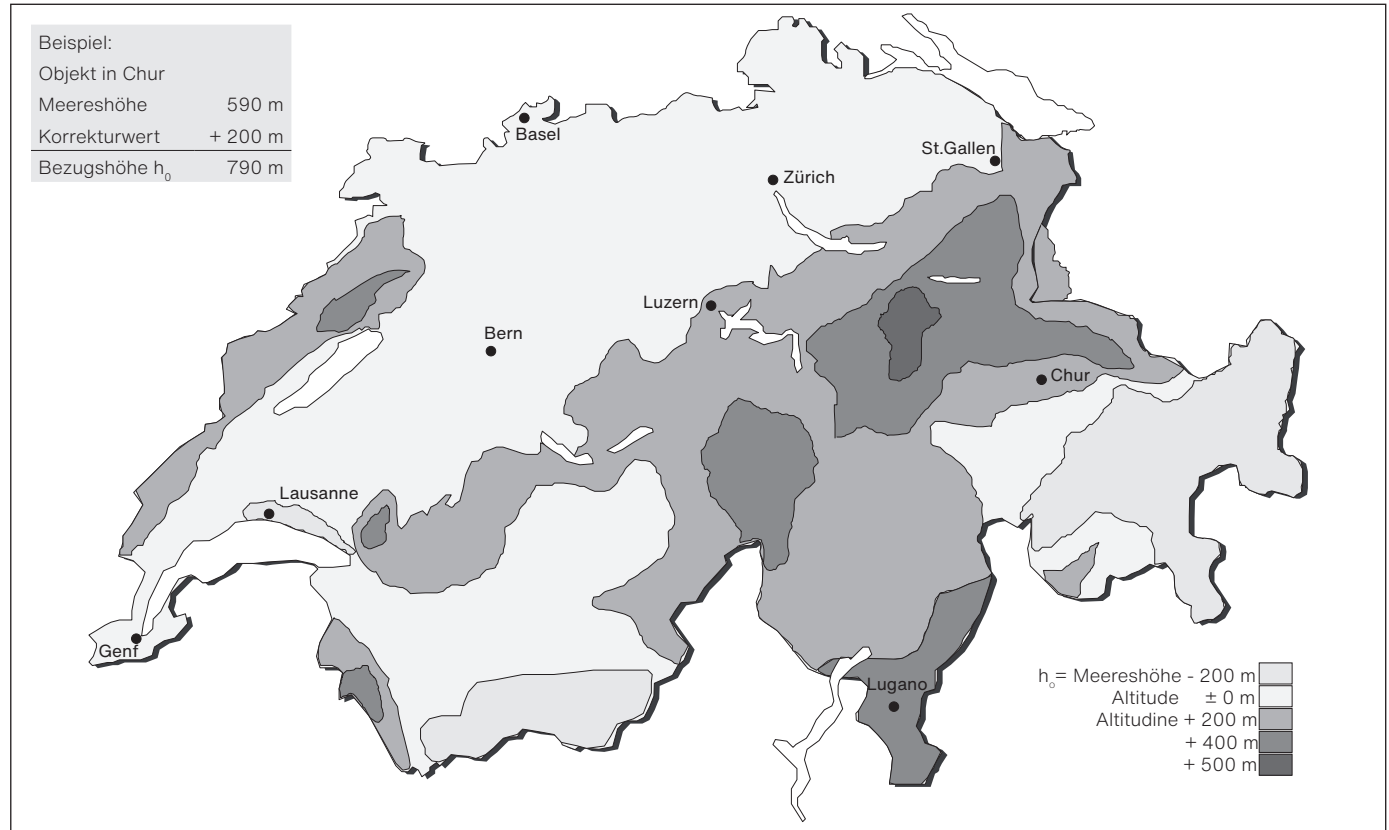 Beispiel:
Objekt in Chur
Meereshöhe 590 m
Korrekturwert + 200 m
Bezugshöhe h₀ 790 m
Basel
St.Gallen
Zürich
Luzern
Bern
Chur
Lausanne
Genf
Lugano
hₒ= Meereshöhe - 200 m
Altitude ± 0 m
Altitudine + 200 m
+ 400 m
+ 500 m